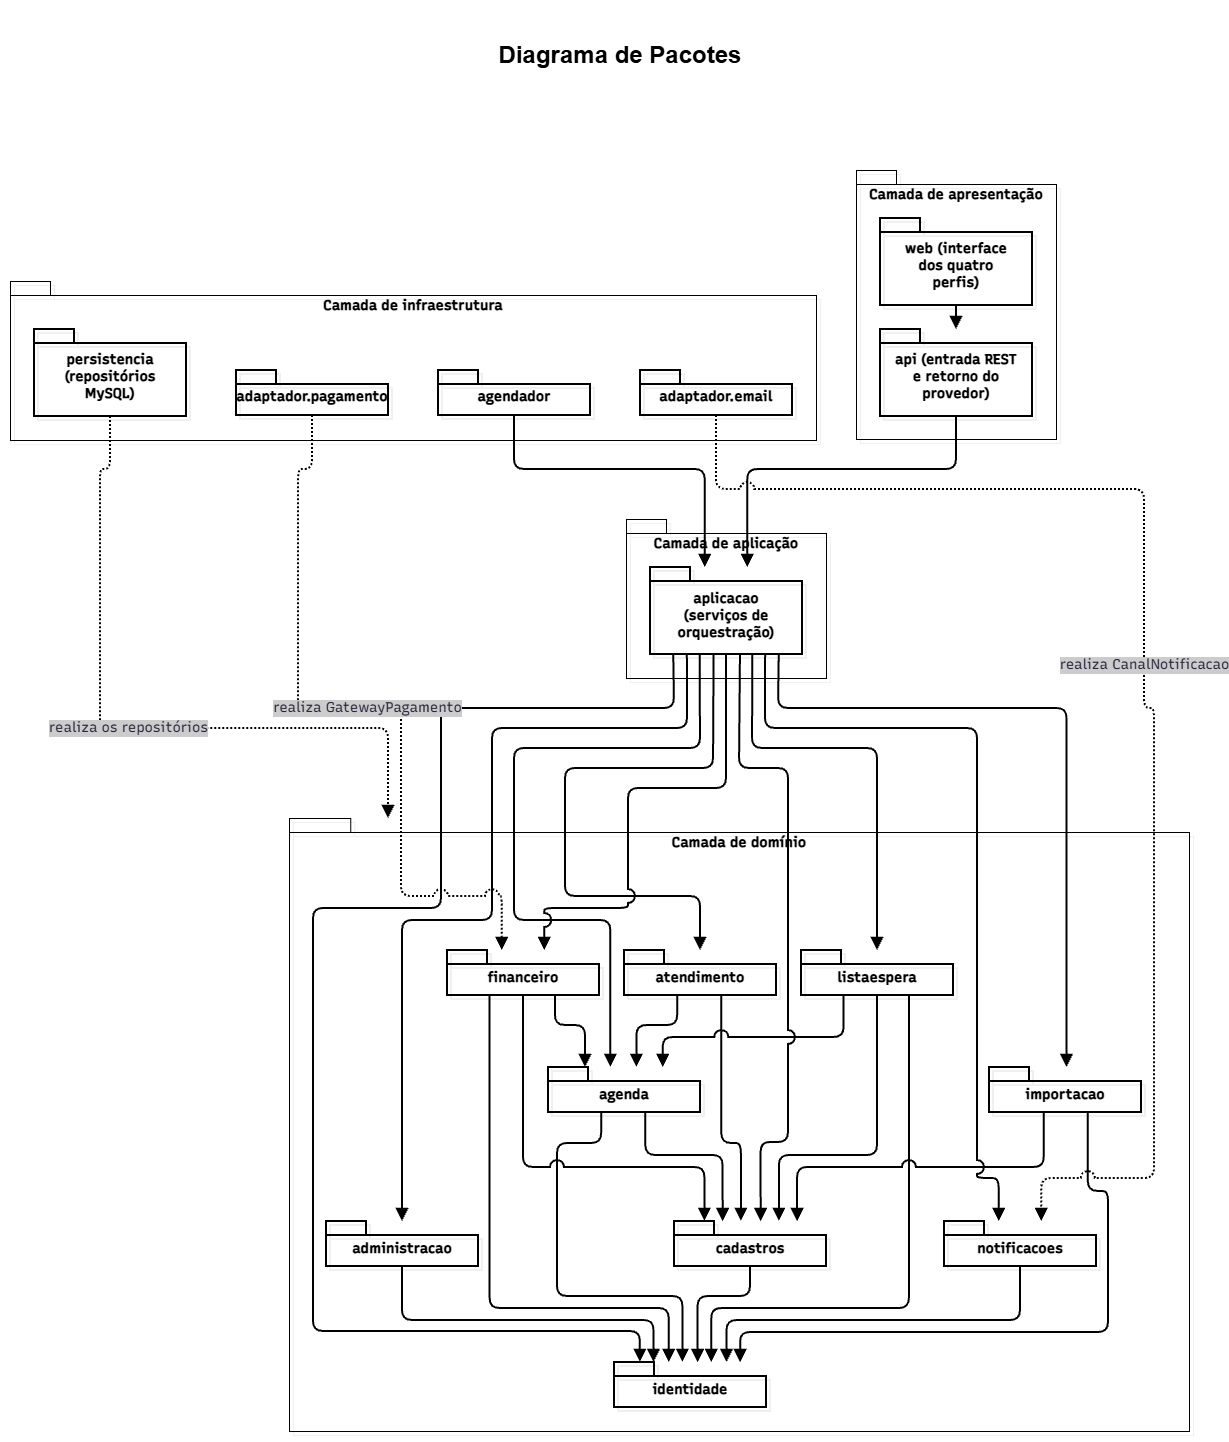 Diagrama de Pacotes
Camada de apresentação
web (interface
dos quatro
perfis)
api (entrada REST
e retorno do
provedor)
Camada de infraestrutura
persistencia
(repositórios
MySQL)
adaptador.pagamento
agendador
adaptador.email
Camada de aplicação
aplicacao
(serviços de
orquestração)
realiza CanalNotificacao
realiza GatewayPagamento
realiza os repositórios
Camada de domínio
financeiro
atendimento
listaespera
agenda
importacao
administracao
cadastros
notificacoes
identidade